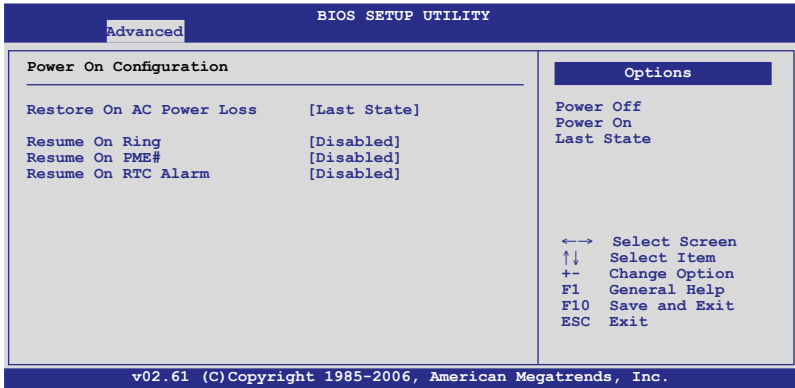 BIOS SETUP UTILITY
Advanced
Power On Configuration
Restore On AC Power Loss [Last State]
Resume On Ring [Disabled]
Resume On PME# [Disabled]
Resume On RTC Alarm [Disabled]
Options
Power Off
Power On
Last State
←→ Select Screen
↑↓ Select Item
+- Change Option
F1 General Help
F10 Save and Exit
ESC Exit
v02.61 (C)Copyright 1985-2006, American Megatrends, Inc.